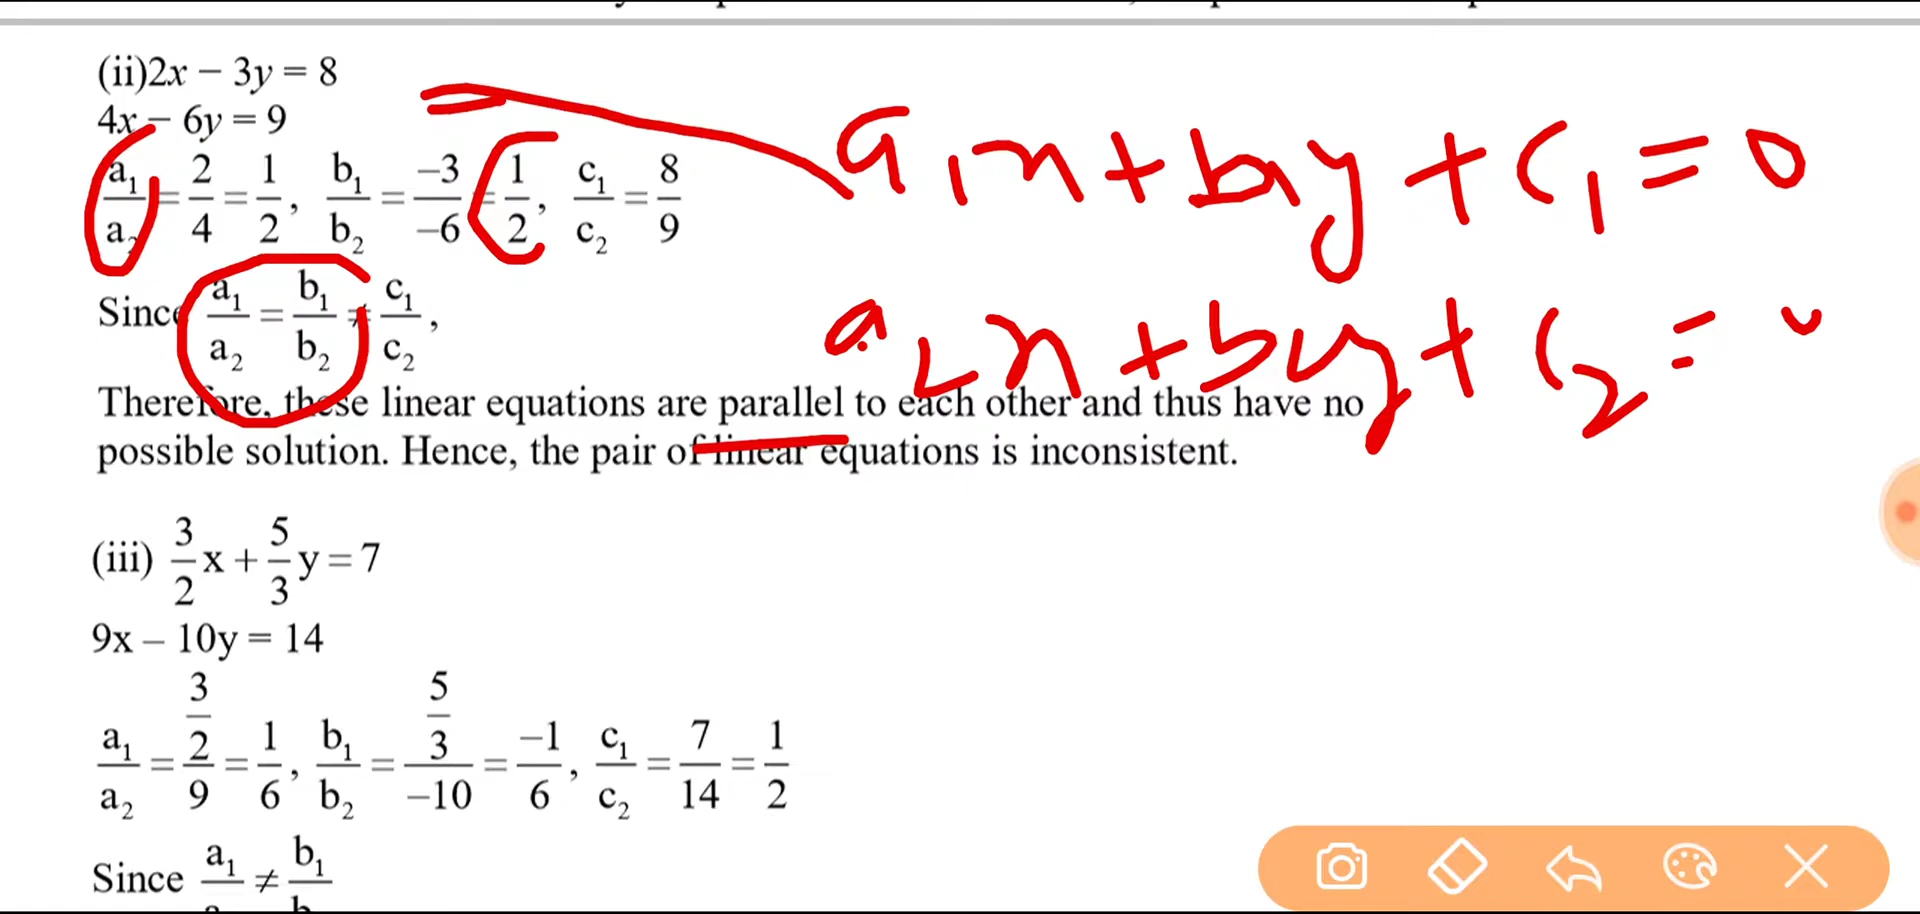 (ii)2x − 3y = 8
4x − 6y = 9
a₁/a₂ = 2/4 = 1/2, b₁/b₂ = −3/−6 = 1/2, c₁/c₂ = 8/9
a₁x + b₁y + c₁ = 0
Since a₁/a₂ = b₁/b₂ ≠ c₁/c₂,
a₂x + by + c₂ =
Therefore, these linear equations are parallel to each other and thus have no
possible solution. Hence, the pair of linear equations is inconsistent.
(iii) 3/2 x + 5/3 y = 7
9x – 10y = 14
a₁/a₂ = (3/2)/9 = 1/6, b₁/b₂ = (5/3)/−10 = −1/6, c₁/c₂ = 7/14 = 1/2
Since a₁ ≠ b₁